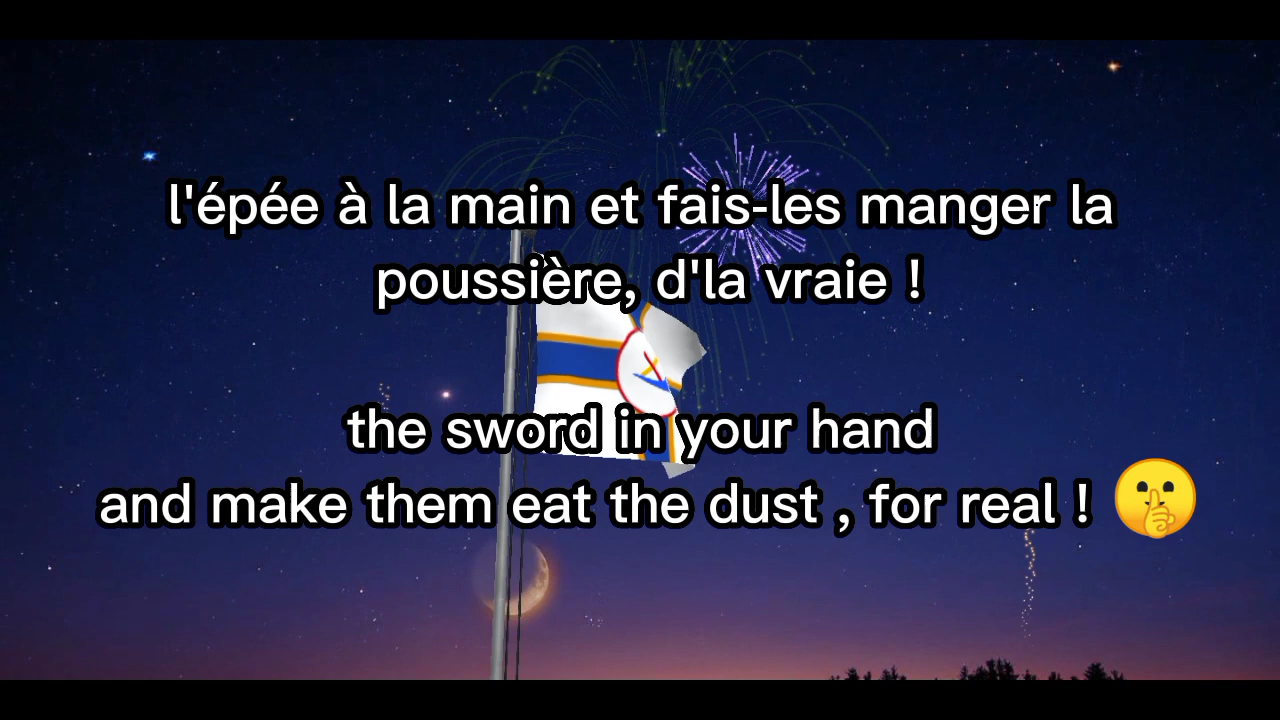 l'épée à la main et fais-les manger la
poussière, d'la vraie !
the sword in your hand
and make them eat the dust , for real ! 🤫